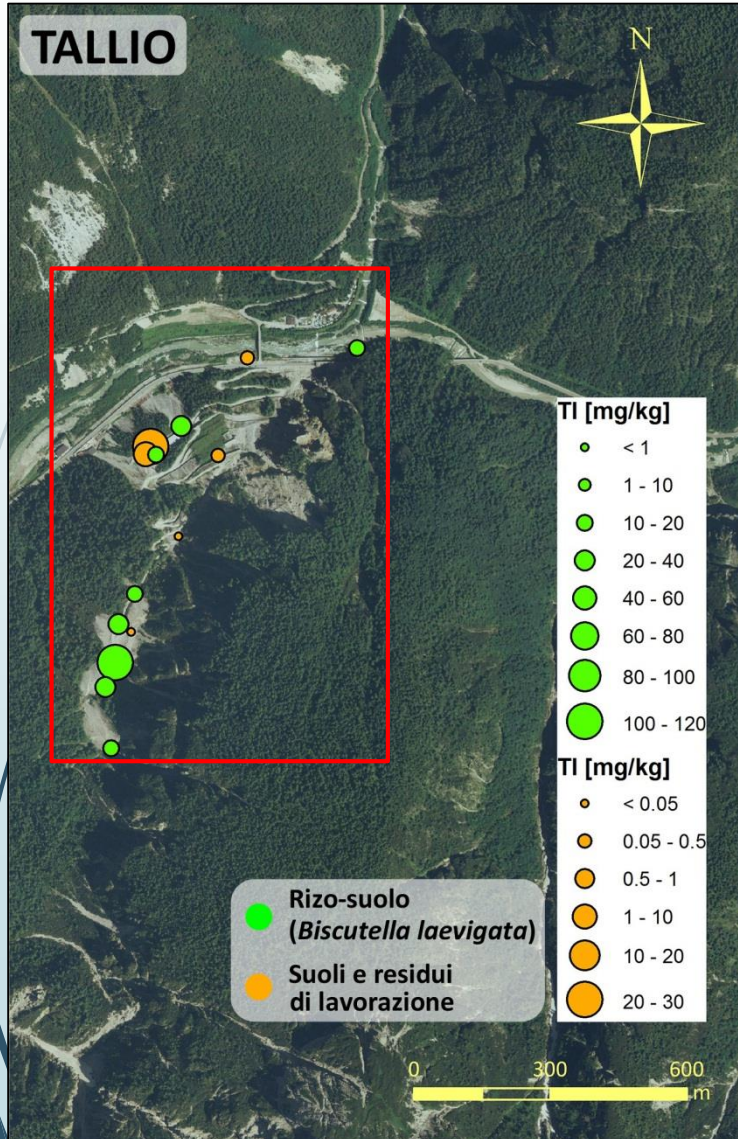 TALLIO
N
Tl [mg/kg]
< 1
1 - 10
10 - 20
20 - 40
40 - 60
60 - 80
80 - 100
100 - 120
Tl [mg/kg]
< 0.05
0.05 - 0.5
0.5 - 1
1 - 10
10 - 20
20 - 30
Rizo-suolo
(Biscutella laevigata)
Suoli e residui
di lavorazione
0 300 600
m